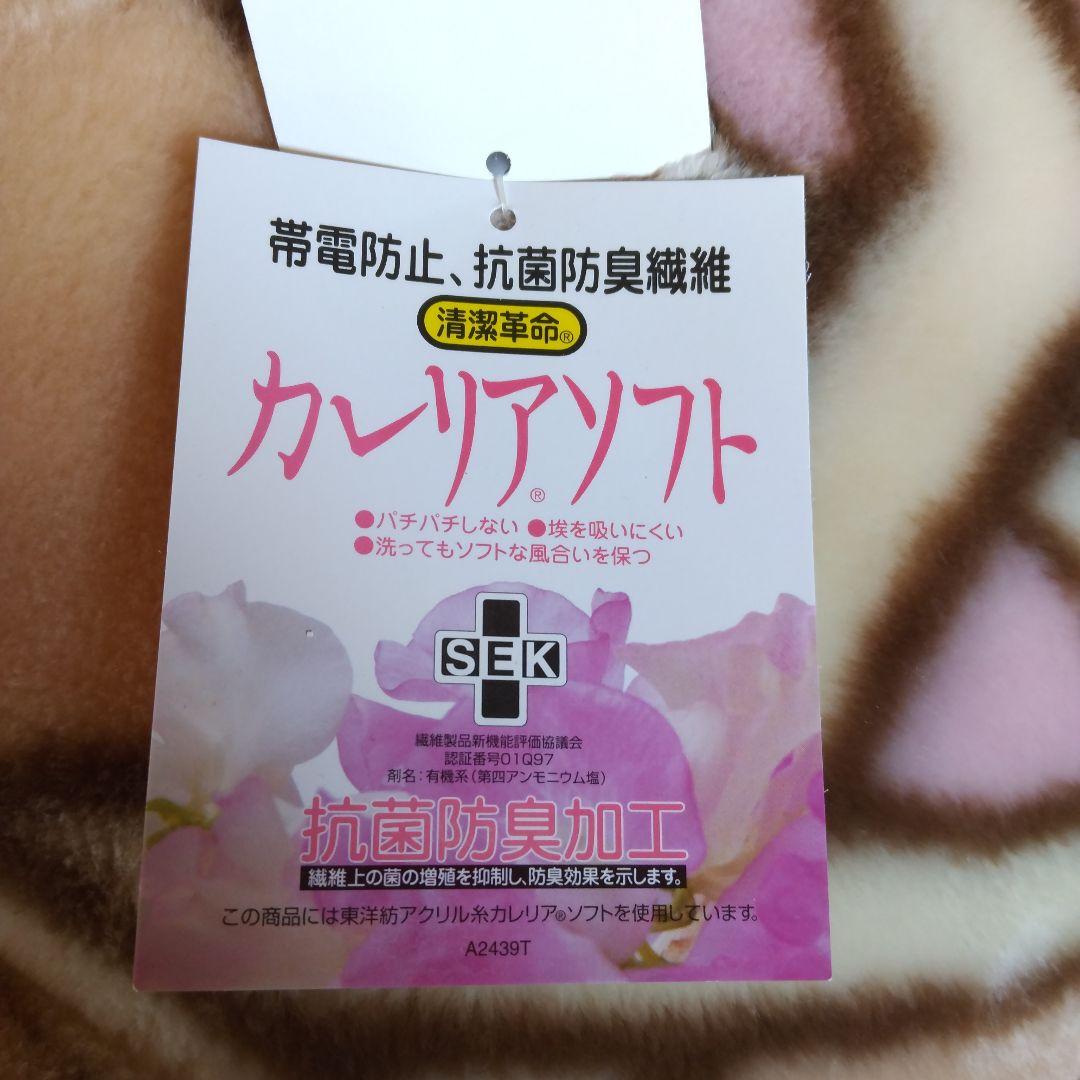 帯電防止、抗菌防臭繊維
清潔革命®
カレリア®ソフト
●パチパチしない ●埃を吸いにくい
●洗ってもソフトな風合いを保つ
SEK
繊維製品新機能評価協議会
認証番号01Q97
剤名：有機系（第四アンモニウム塩）
抗菌防臭加工
繊維上の菌の増殖を抑制し、防臭効果を示します。
この商品には東洋紡アクリル糸カレリア®ソフトを使用しています。
A2439T